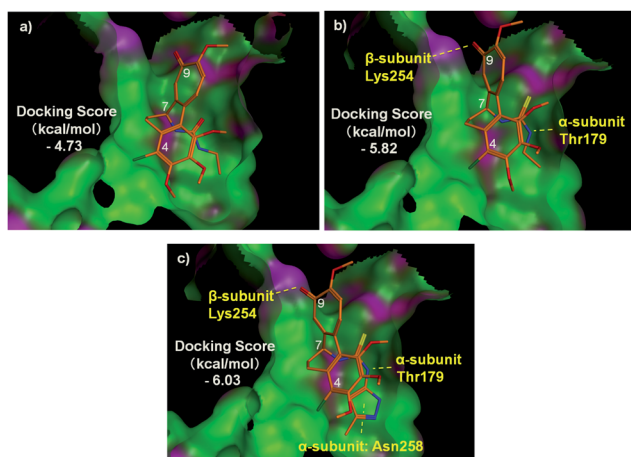 a)
9
7
4
Docking Score
(kcal/mol)
- 4.73
b)
β-subunit
Lys254
9
7
4
Docking Score
(kcal/mol)
- 5.82
α-subunit
Thr179
c)
β-subunit
Lys254
9
7
4
Docking Score
(kcal/mol)
- 6.03
α-subunit
Thr179
α-subunit: Asn258